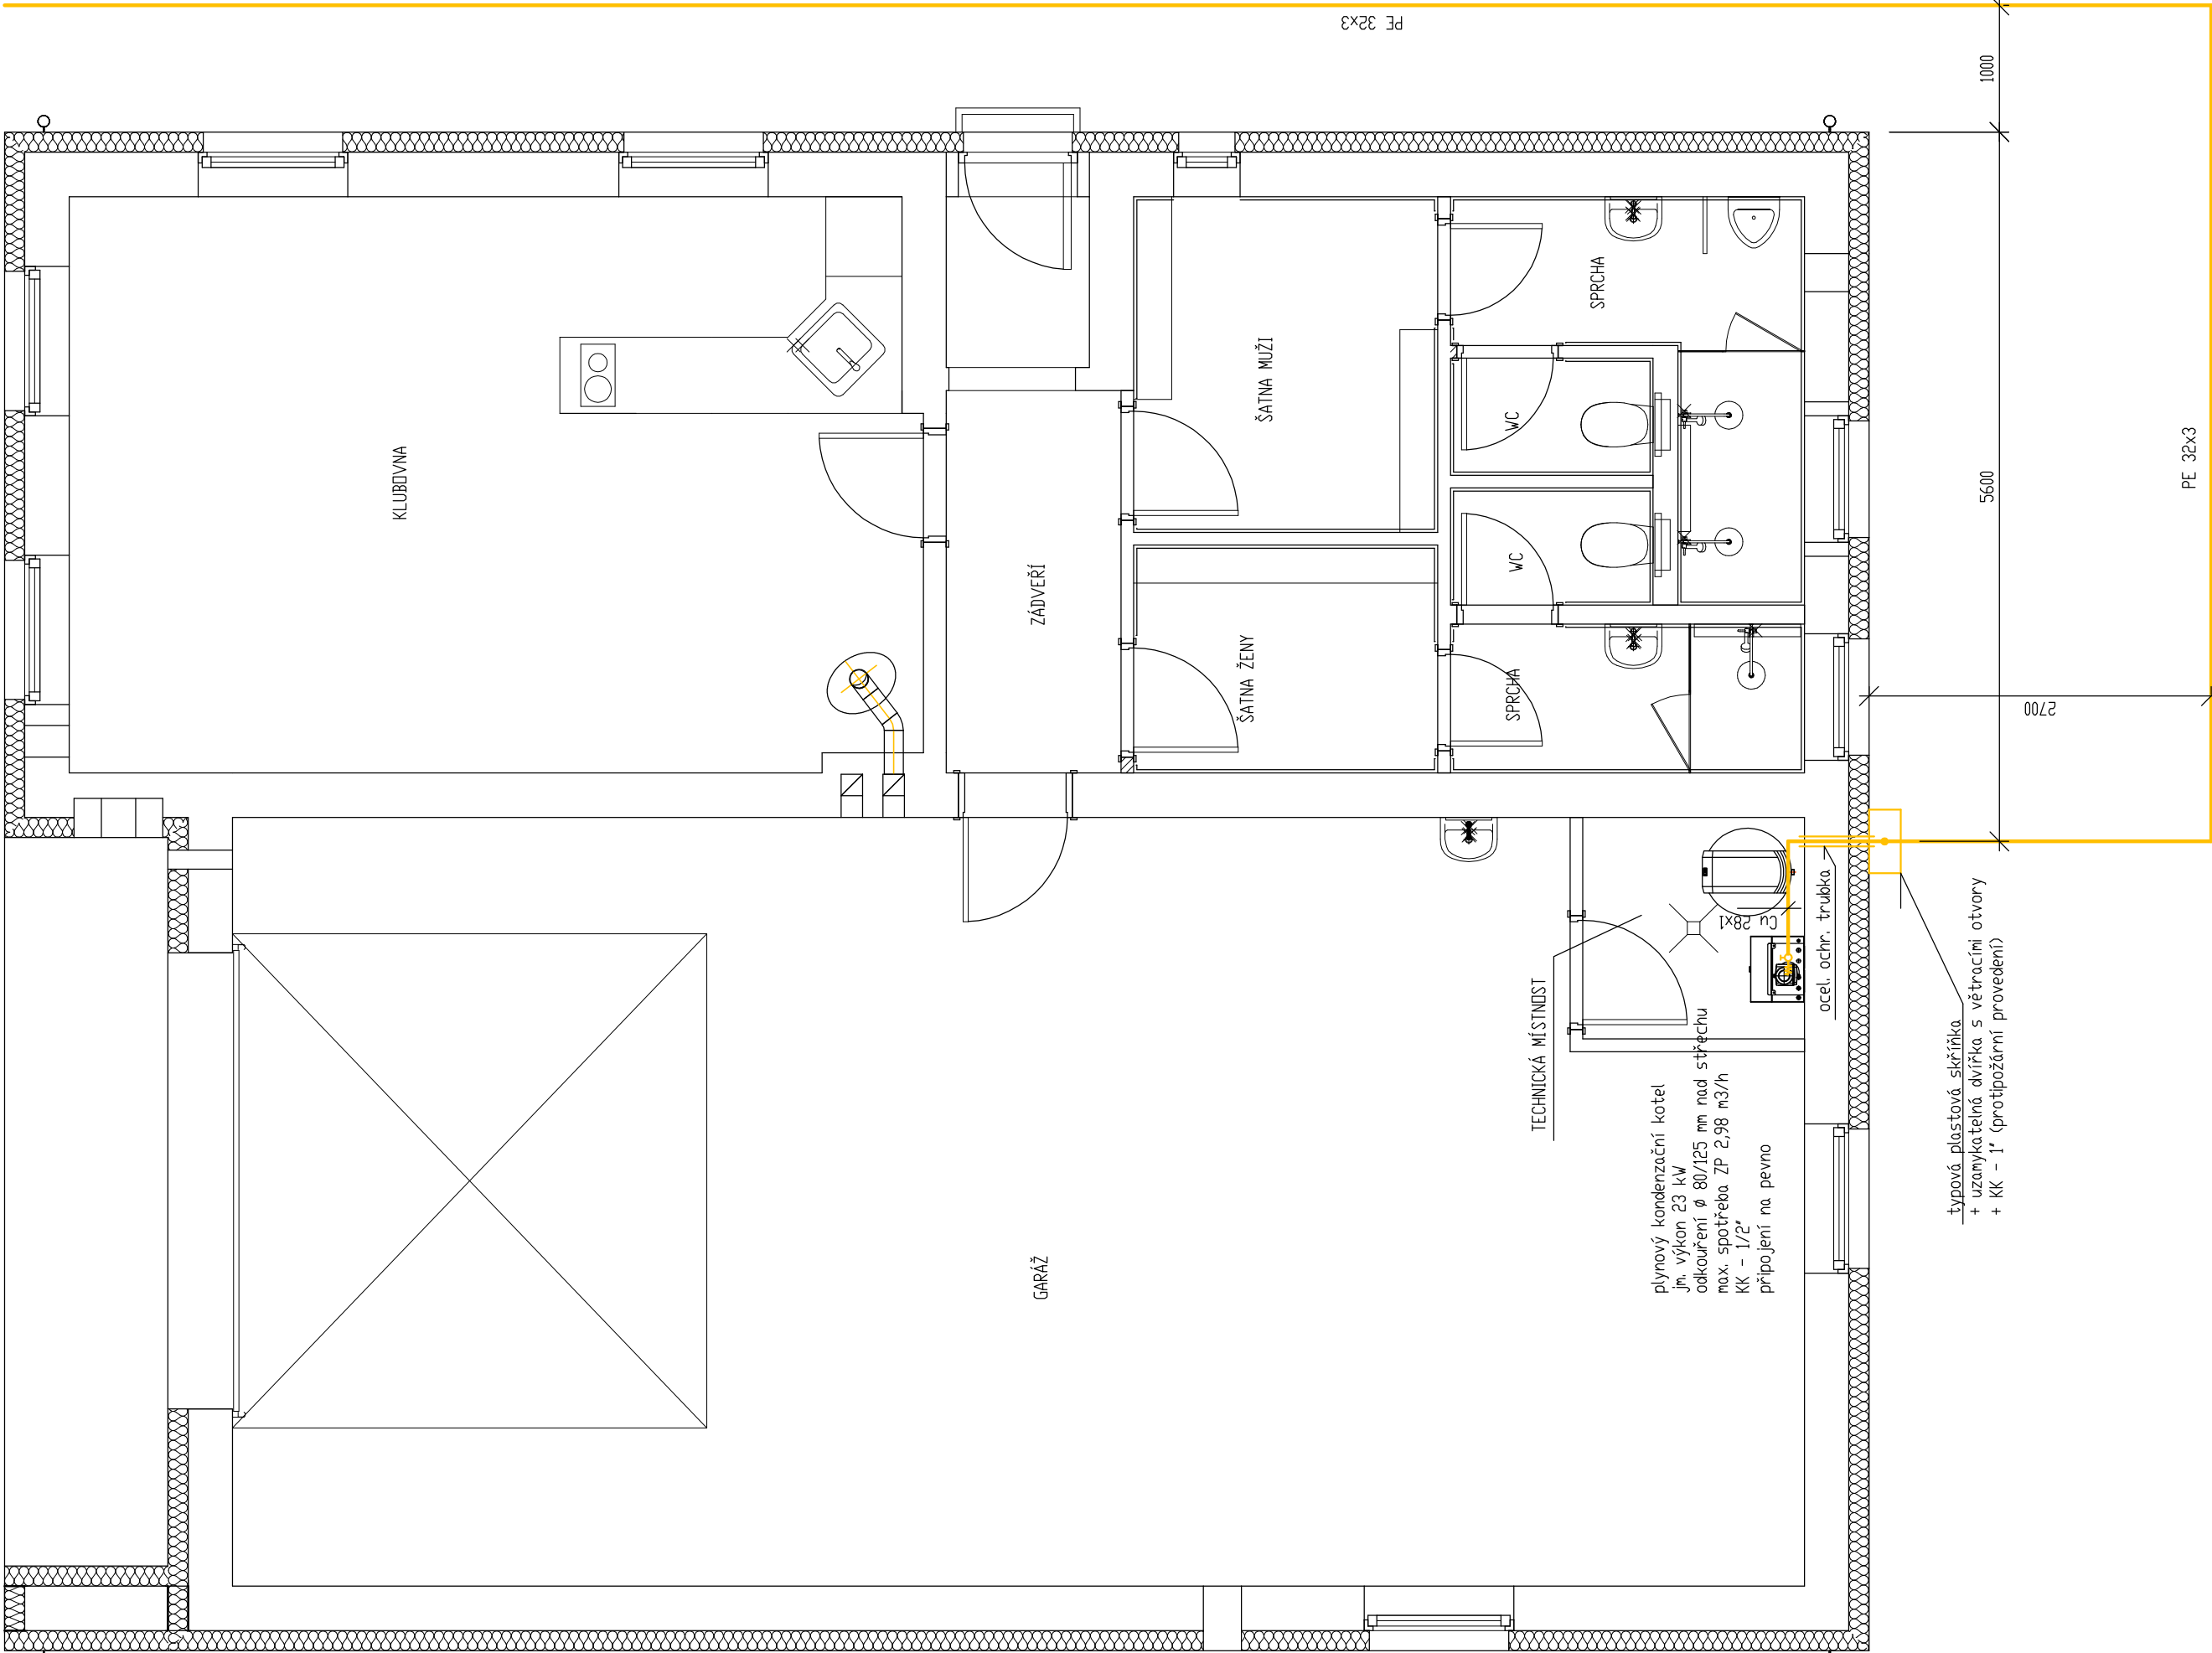 PE 32x3
1000
KLUBOVNA
ZÁDVEŘÍ
ŠATNA MUŽI
ŠATNA ŽENY
SPRCHA
WC
WC
SPRCHA
5600
PE 32x3
2700
GARÁŽ
TECHNICKÁ MÍSTNOST
Cu 28x1
ocel. ochr. trubka
plynový kondenzační kotel
jm. výkon 23 kW
odkouření ø 80/125 mm nad střechu
max. spotřeba ZP 2,98 m3/h
KK - 1/2"
připojení na pevno
typová plastová skříňka
+ uzamykatelná dvířka s větracími otvory
+ KK - 1" (protipožární provedení)